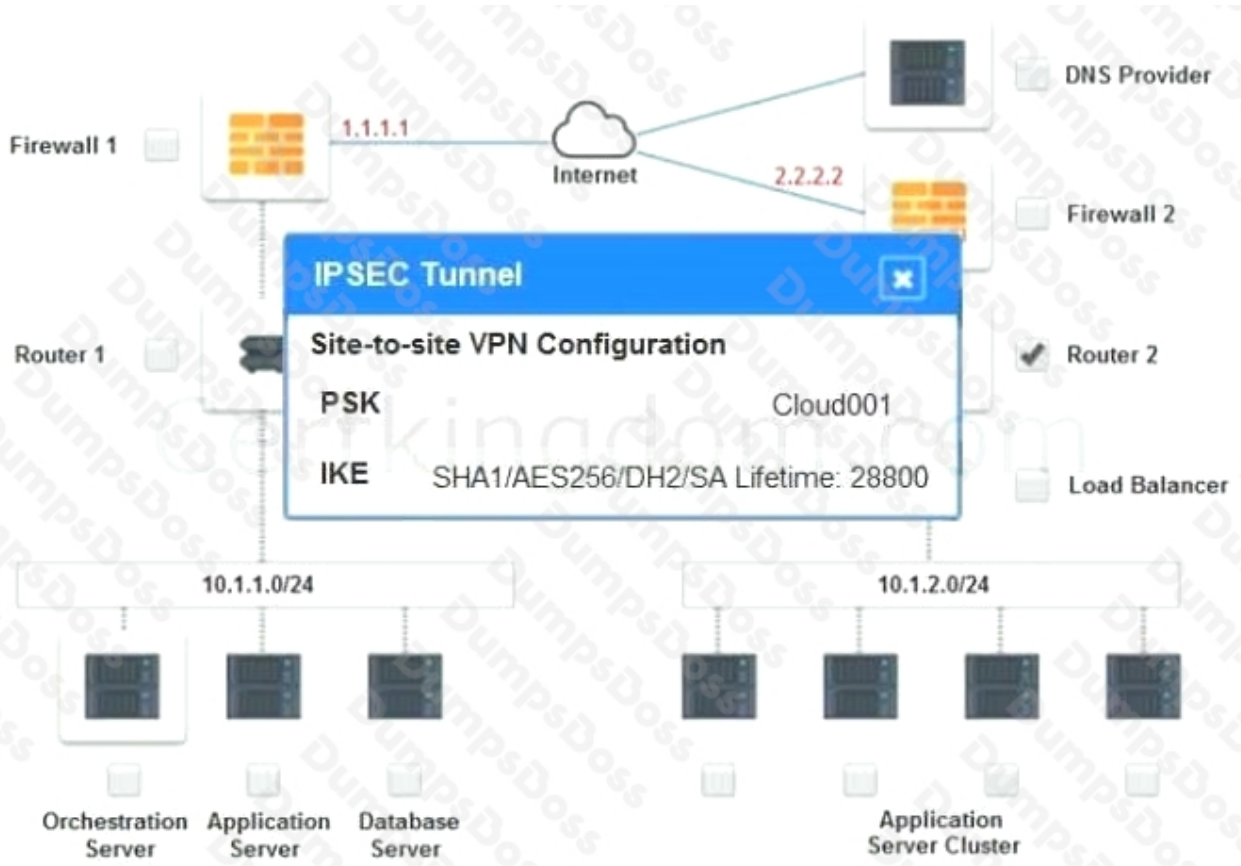 DNS Provider
Firewall 1
1.1.1.1
Internet
2.2.2.2
Firewall 2
IPSEC Tunnel
Site-to-site VPN Configuration
Router 1
Router 2
PSK Cloud001
IKE SHA1/AES256/DH2/SA Lifetime: 28800
Load Balancer
10.1.1.0/24
10.1.2.0/24
Orchestration
Server
Application
Server
Database
Server
Application
Server Cluster
DumpsDoss